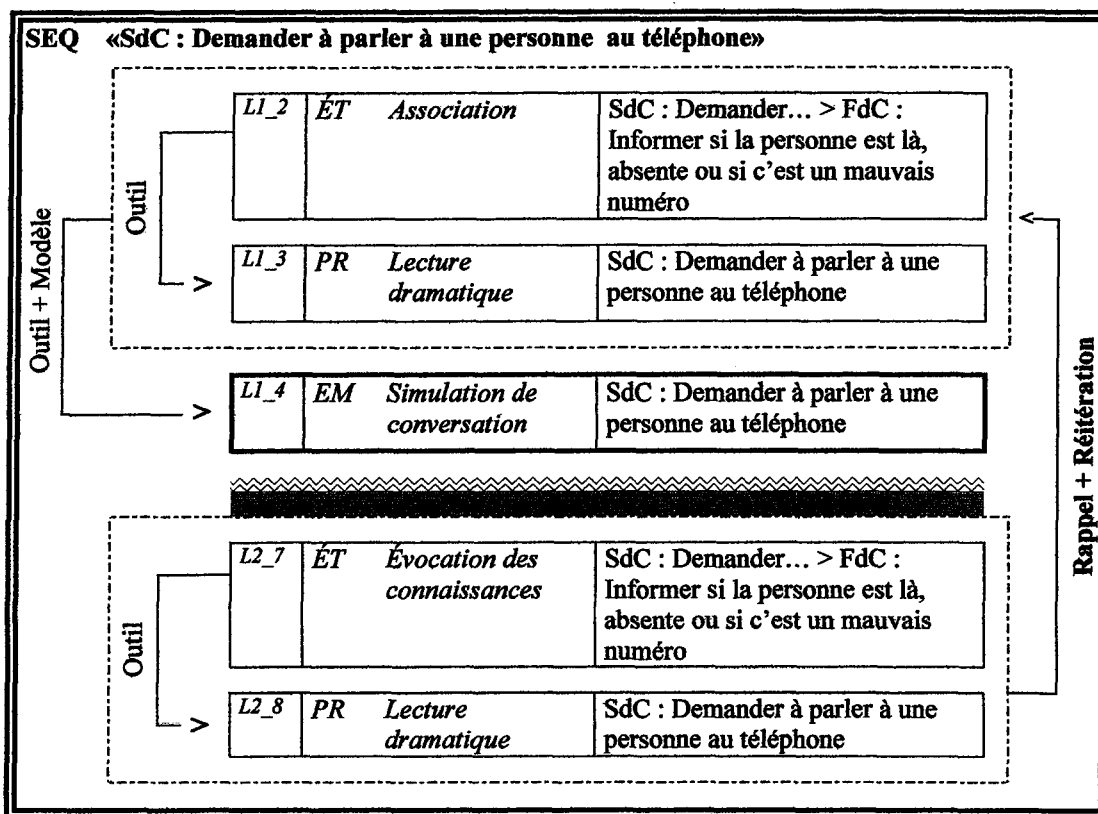 SEQ «SdC : Demander à parler à une personne au téléphone»
L1_2 ÉT Association SdC : Demander… > FdC :
Informer si la personne est là,
absente ou si c’est un mauvais
numéro
Outil
L1_3 PR Lecture SdC : Demander à parler à une
dramatique personne au téléphone
Outil + Modèle
L1_4 EM Simulation de SdC : Demander à parler à une
conversation personne au téléphone
Rappel + Réitération
L2_7 ÉT Évocation des SdC : Demander… > FdC :
connaissances Informer si la personne est là,
absente ou si c’est un mauvais
numéro
Outil
L2_8 PR Lecture SdC : Demander à parler à une
dramatique personne au téléphone